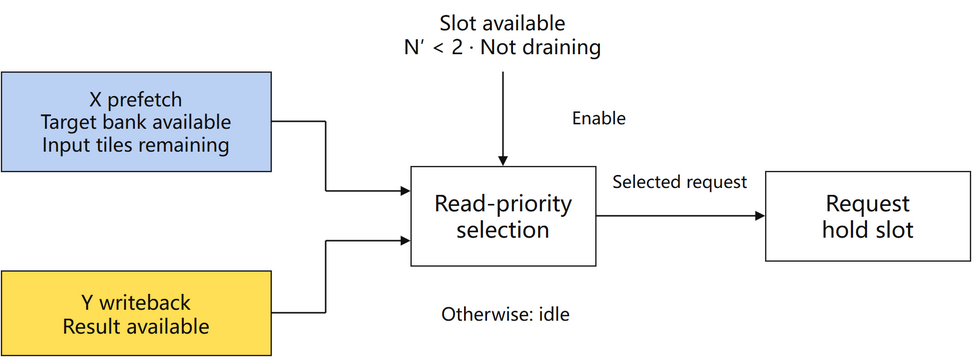 Slot available
N′ < 2 · Not draining
X prefetch
Target bank available
Input tiles remaining
Enable
Read-priority
selection
Selected request
Request
hold slot
Y writeback
Result available
Otherwise: idle